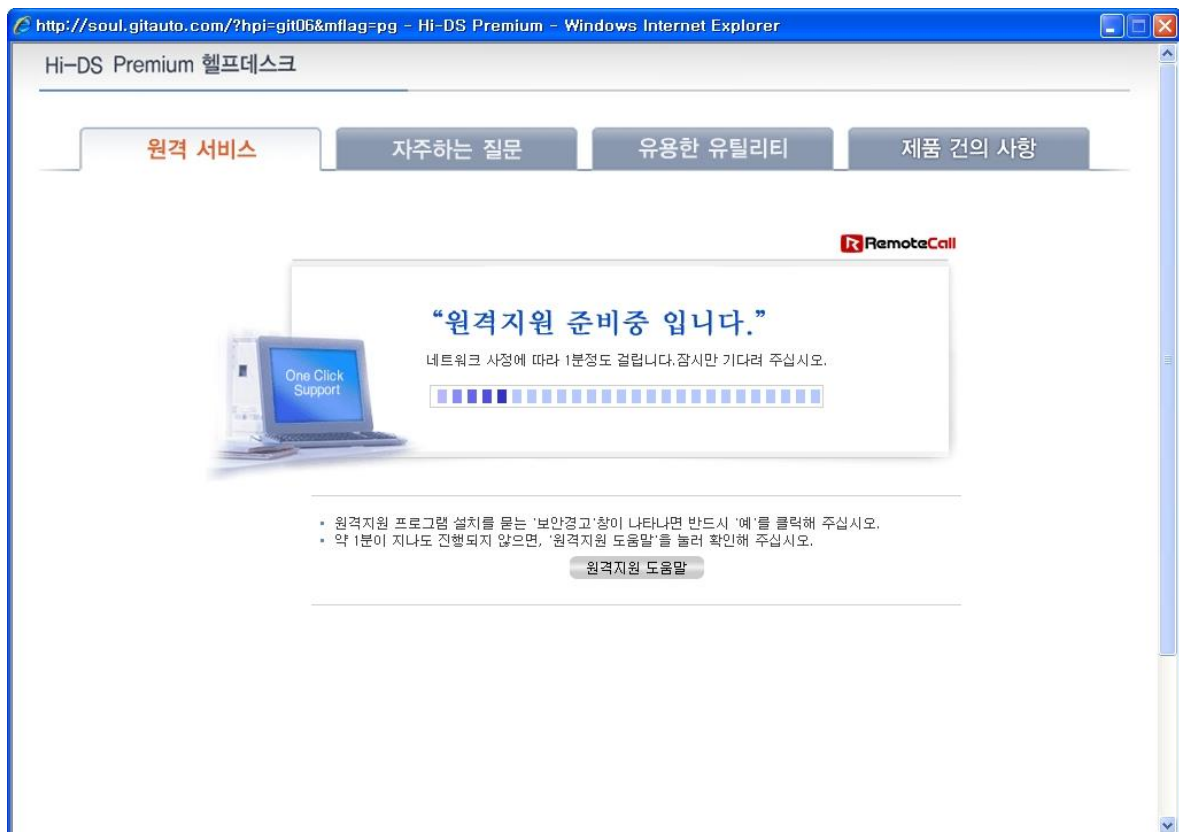 http://soul.gitauto.com/?hpi=git06&mflag=pg - Hi-DS Premium - Windows Internet Explorer
Hi-DS Premium 헬프데스크
원격 서비스
자주하는 질문
유용한 유틸리티
제품 건의 사항
RemoteCall
“원격지원 준비중 입니다.”
네트워크 사정에 따라 1분정도 걸립니다.잠시만 기다려 주십시오.
One Click
Support
원격지원 프로그램 설치를 묻는 '보안경고'창이 나타나면 반드시 '예'를 클릭해 주십시오.
약 1분이 지나도 진행되지 않으면, '원격지원 도움말'을 눌러 확인해 주십시오.
원격지원 도움말